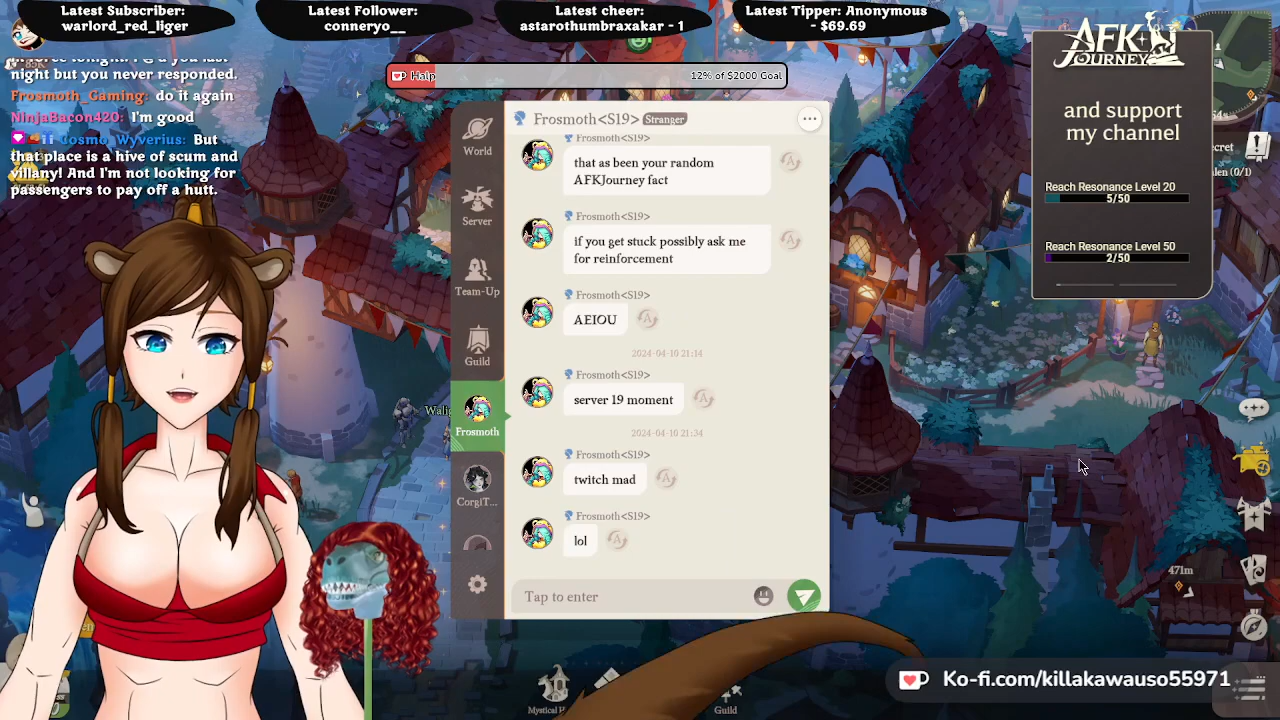 Latest Subscriber:
warlord_red_liger
Latest Follower:
conneryo__
Latest cheer:
astarothumbraxakar - 1
Latest Tipper: Anonymous
- $69.69
night but you never responded.
Frosmoth_Gaming: do it again
NinjaBacon420: I'm good
Cosmo_Wyverius: But
that place is a hive of scum and
villany! And I'm not looking for
passengers to pay off a hutt.
Halp
12% of $2000 Goal
World
Server
Team-Up
Guild
Frosmoth
CorgiT...
Frosmoth<S19> Stranger
Frosmoth<S19>
that as been your random
AFKJourney fact
Frosmoth<S19>
if you get stuck possibly ask me
for reinforcement
Frosmoth<S19>
AEIOU
2024-04-10 21:14
Frosmoth<S19>
server 19 moment
2024-04-10 21:34
Frosmoth<S19>
twitch mad
Frosmoth<S19>
lol
Tap to enter
AFK
JOURNEY
and support
my channel
Reach Resonance Level 20
5/50
Reach Resonance Level 50
2/50
471m
Mystical
Guild
Ko-fi.com/killakawauso55971